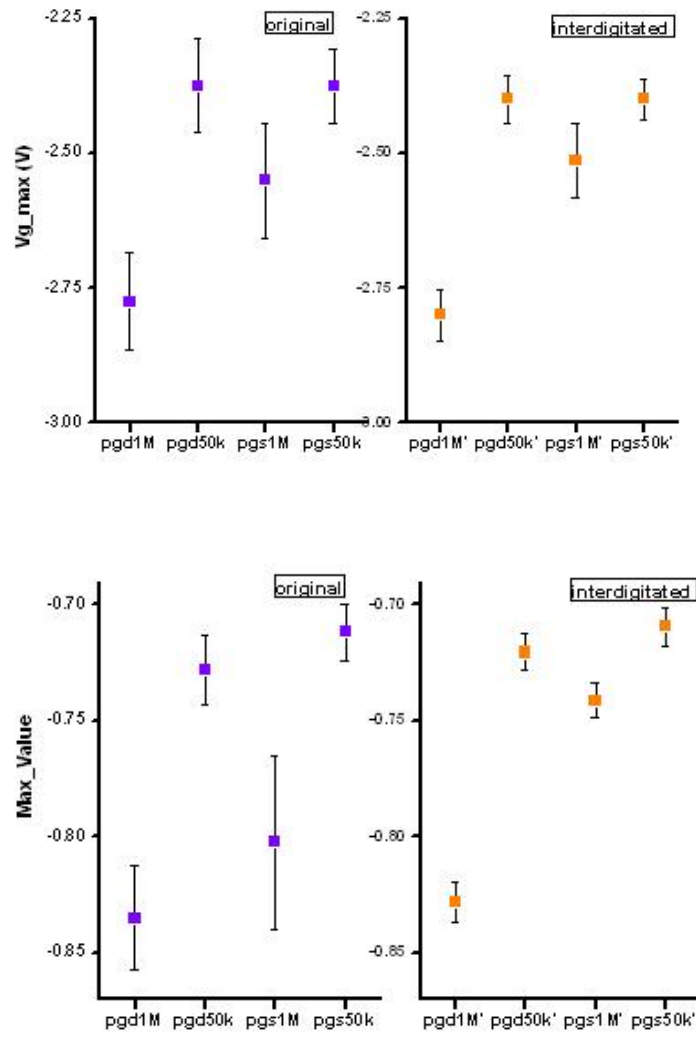 -2.25
original
-2.25
interdigitated
Vg_max (V)
-2.50
-2.50
-2.75
-2.75
-3.00
-3.00
pgd1M pgd50k pgs1M pgs50k
pgd1M' pgd50k' pgs1M' pgs50k'
original
interdigitated
-0.70
-0.70
Max_Value
-0.75
-0.75
-0.80
-0.80
-0.85
-0.85
pgd1M pgd50k pgs1M pgs50k
pgd1M' pgd50k' pgs1M' pgs50k'